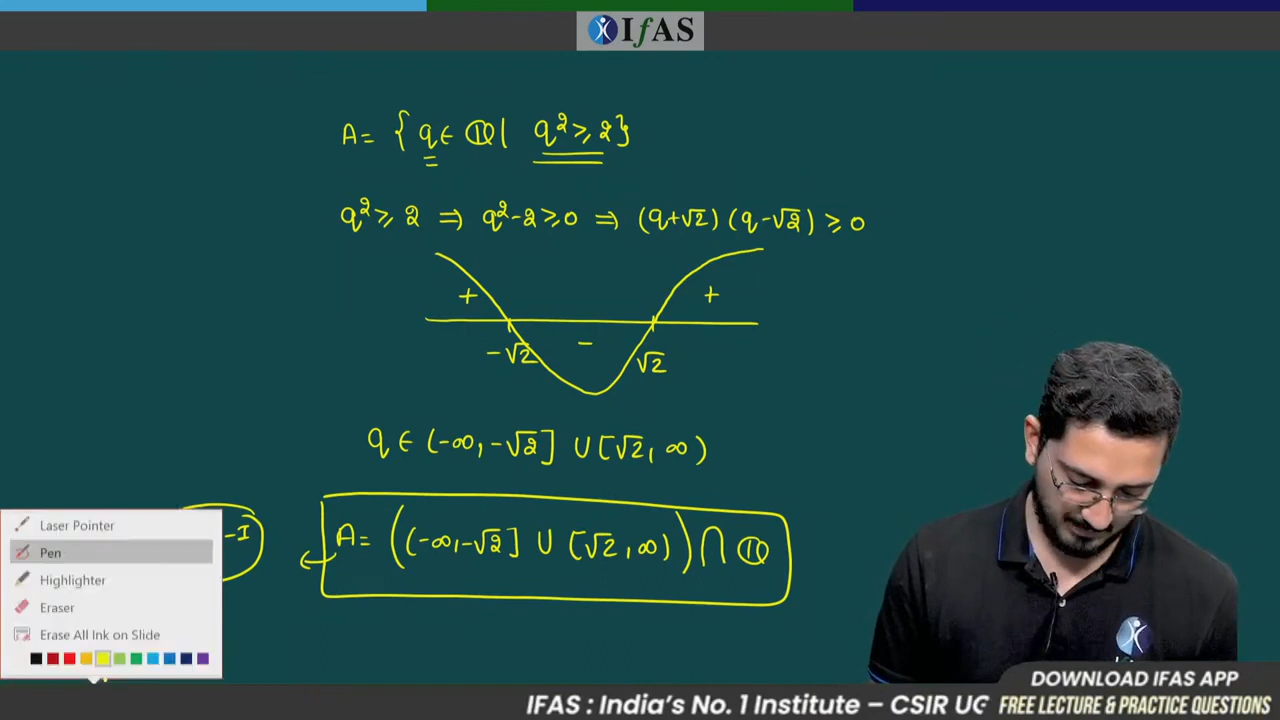 IfAS
A= { q ∈ ℚ | q² ≥ 2}
q² ≥ 2 ⇒ q²-2 ≥ 0 ⇒ (q+√2) (q-√2) ≥ 0
+ +
-
-√2 √2
q ∈ (-∞, -√2] ∪ [√2, ∞)
-I
A= ((-∞,-√2] ∪ [√2, ∞)) ∩ ℚ
Laser Pointer
Pen
Highlighter
Eraser
Erase All Ink on Slide
DOWNLOAD IFAS APP
IFAS : India's No. 1 Institute – CSIR UG
FREE LECTURE & PRACTICE QUESTIONS